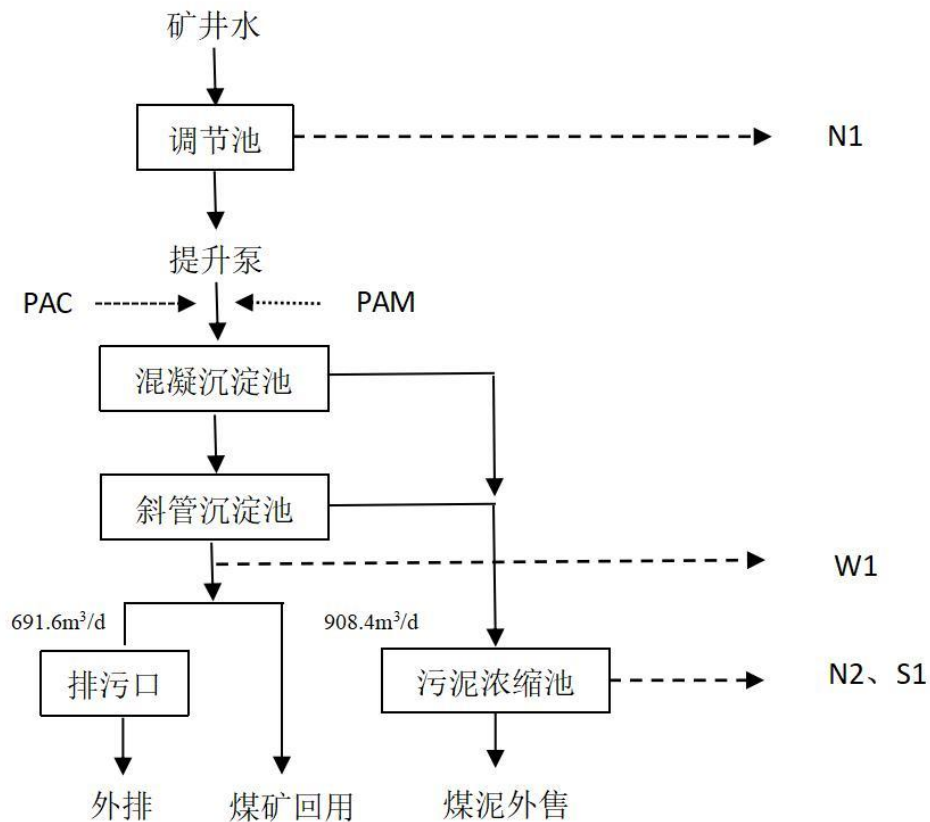 矿井水
调节池
N1
提升泵
PAC
PAM
混凝沉淀池
斜管沉淀池
W1
691.6m³/d
908.4m³/d
排污口
污泥浓缩池
N2、S1
外排
煤矿回用
煤泥外售